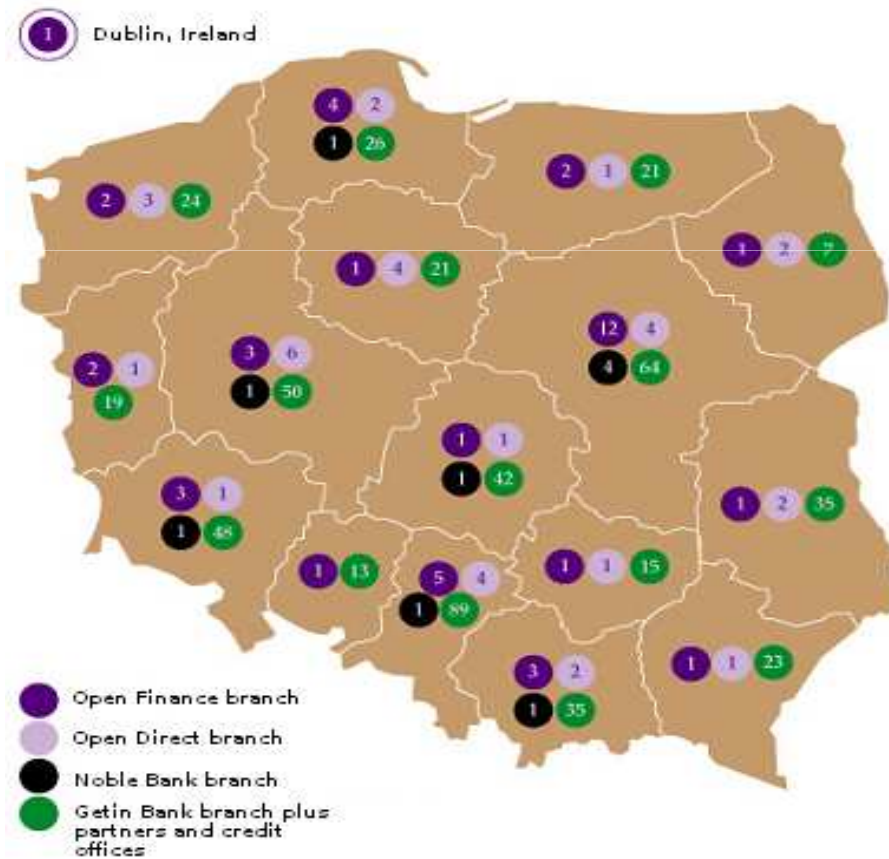 1 Dublin, Ireland
4 2
1 26
2 1 21
2 3 24
1 2 7
1 4 21
12 4
4 64
3 6
1 50
2 1
19
1 1
1 42
3 1
1 48
1 2 35
1 13
5 4
1 89
1 1 15
3 2
1 35
1 1 23
Open Finance branch
Open Direct branch
Noble Bank branch
Getin Bank branch plus
partners and credit
offices